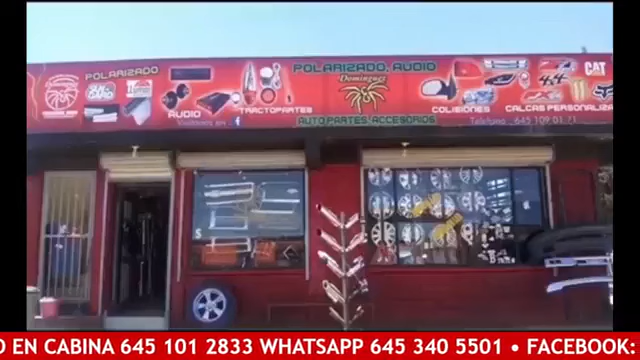 POLARIZADO
AUDIO
TRACTOPARTES
POLARIZADO, AUDIO
Dominguez
AUTO PARTES, ACCESORIOS
COLISIONES
4x4
CAT
CALCAS PERSONALIZA
Telefono. 645 109 01 71
O EN CABINA 645 101 2833 WHATSAPP 645 340 5501 • FACEBOOK: